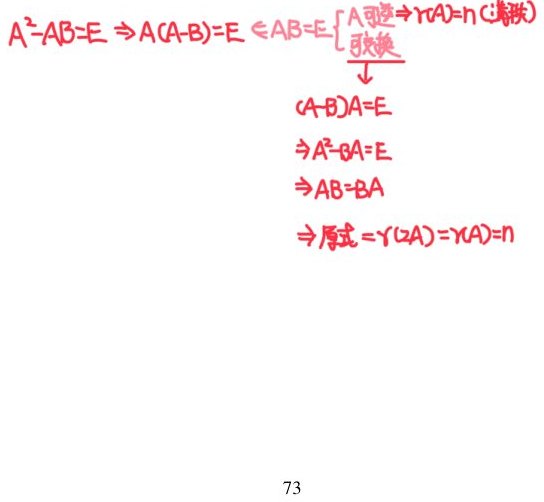 A²-AB=E ⇒ A(A-B)=E ⇐ AB=E { A可逆 ⇒ r(A)=n (满秩)
可交换
↓
(A-B)A=E
⇒ A²-BA=E
⇒ AB=BA
⇒ 原式=r(2A)=r(A)=n
73